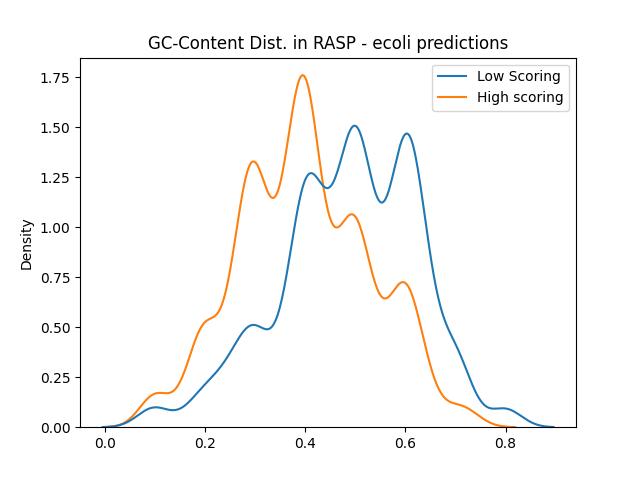 GC-Content Dist. in RASP - ecoli predictions
Low Scoring
High scoring
Density
1.75
1.50
1.25
1.00
0.75
0.50
0.25
0.00
0.0 0.2 0.4 0.6 0.8